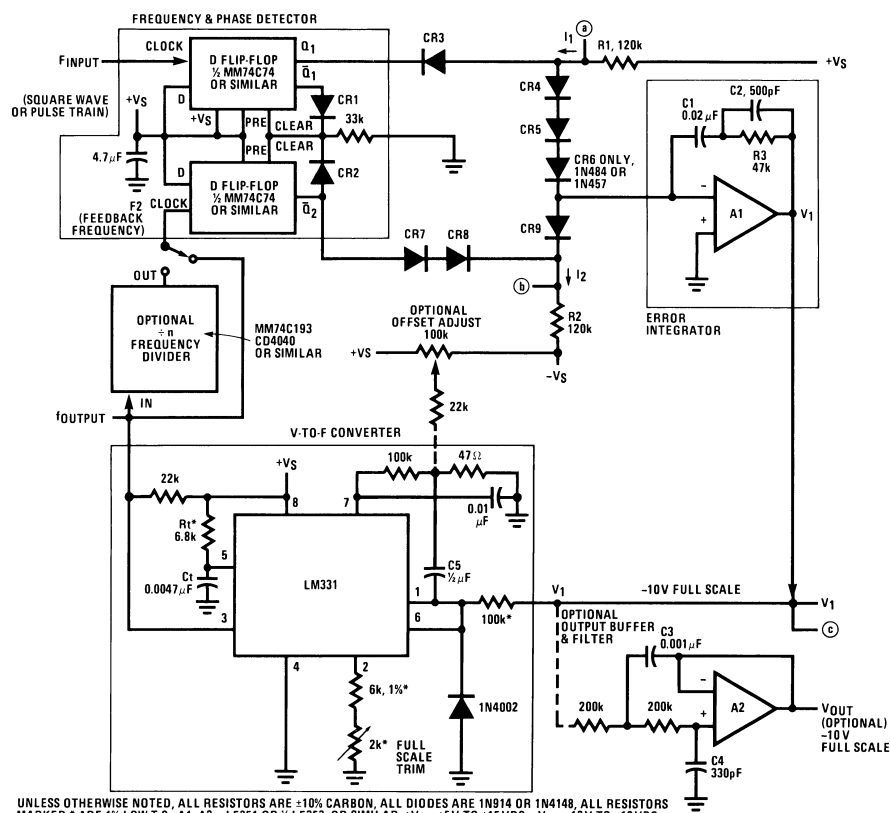 FREQUENCY & PHASE DETECTOR
FINPUT
CLOCK
D FLIP-FLOP
½ MM74C74
OR SIMILAR
Q1
Q̄1
CR3
I1
a
R1, 120k
+VS
(SQUARE WAVE
OR PULSE TRAIN)
+VS
D
+VS
PRE
CLEAR
CR1
33k
PRE
CLEAR
CR2
4.7μF
D
D FLIP-FLOP
½ MM74C74
OR SIMILAR
Q̄2
F2
CLOCK
(FEEDBACK
FREQUENCY)
CR4
CR5
CR6 ONLY,
1N484 OR
1N457
CR9
CR7
CR8
C1
0.02μF
C2, 500pF
R3
47k
-
+
A1
V1
ERROR
INTEGRATOR
b
I2
R2
120k
-VS
OPTIONAL
OFFSET ADJUST
100k
+VS
22k
OUT
OPTIONAL
÷n
FREQUENCY
DIVIDER
MM74C193
CD4040
OR SIMILAR
IN
fOUTPUT
V-TO-F CONVERTER
22k
+VS
8
7
100k
47Ω
0.01
μF
Rt*
6.8k
5
Ct
0.0047μF
3
LM331
C5
½μF
1
6
100k*
4
2
6k, 1%*
2k*
FULL
SCALE
TRIM
1N4002
V1
-10V FULL SCALE
V1
c
OPTIONAL
OUTPUT BUFFER
& FILTER
C3
0.001μF
200k
200k
-
+
A2
C4
330pF
VOUT
(OPTIONAL)
-10V
FULL SCALE
UNLESS OTHERWISE NOTED, ALL RESISTORS ARE ±10% CARBON, ALL DIODES ARE 1N914 OR 1N4148, ALL RESISTORS